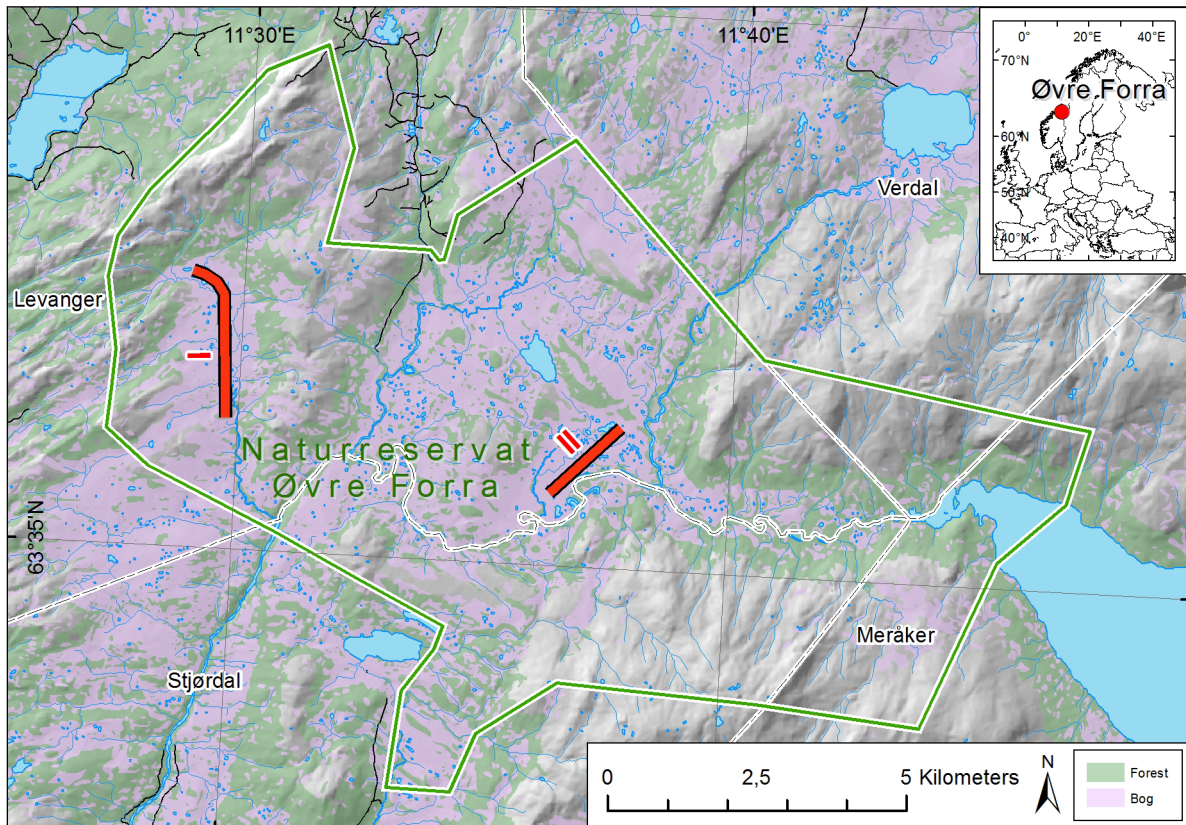 11°30'E
11°40'E
0°
20°E
40°E
70°N
Øvre Forra
60°N
50°N
40°N
Verdal
Levanger
I
II
Naturreservat
Øvre Forra
63°35'N
Meråker
Stjørdal
0 2,5 5 Kilometers
N
Forest
Bog